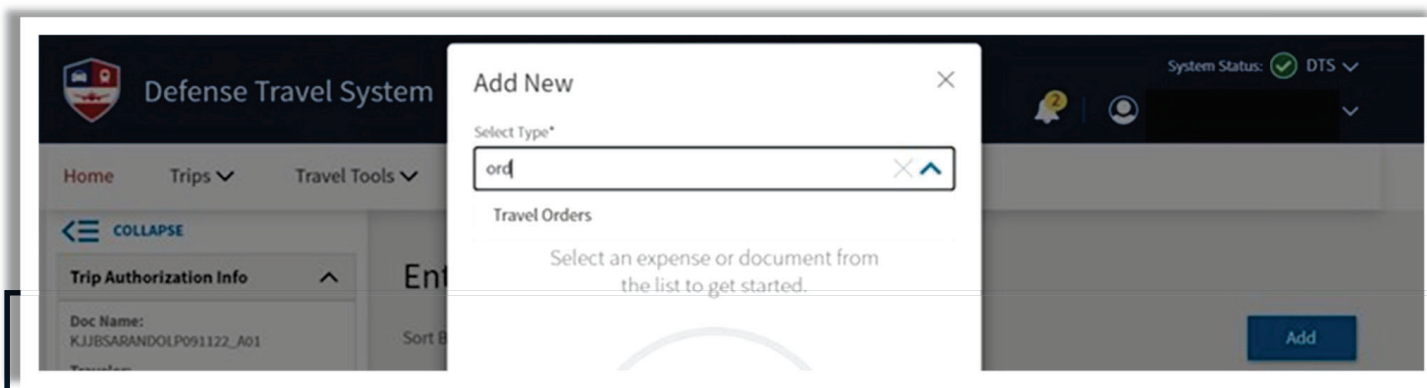 Defense Travel System
System Status: DTS
2
Add New
Select Type*
ord
Travel Orders
Select an expense or document from
the list to get started.
Home Trips Travel Tools
COLLAPSE
Trip Authorization Info
Doc Name:
KJJBSARANDOLP091122_A01
Traveler:
Ent
Sort B
Add